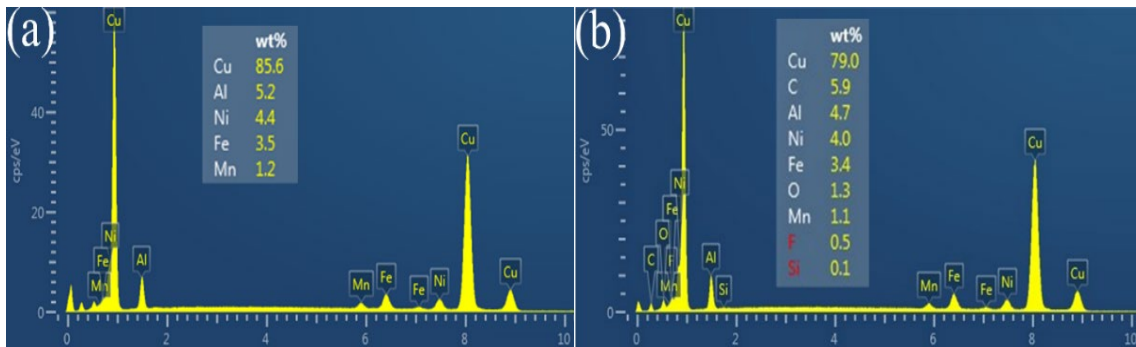 (a)
wt%
Cu 85.6
Al 5.2
Ni 4.4
Fe 3.5
Mn 1.2
cps/eV
40
20
0
Cu
Ni
Fe
Mn
Al
Mn
Fe
Fe
Ni
Cu
Cu
0 2 4 6 8 10
(b)
wt%
Cu 79.0
C 5.9
Al 4.7
Ni 4.0
Fe 3.4
O 1.3
Mn 1.1
F 0.5
Si 0.1
cps/eV
50
0
Cu
Ni
Fe
O
F
C
Mn
Al
Si
Mn
Fe
Fe
Ni
Cu
Cu
0 2 4 6 8 10